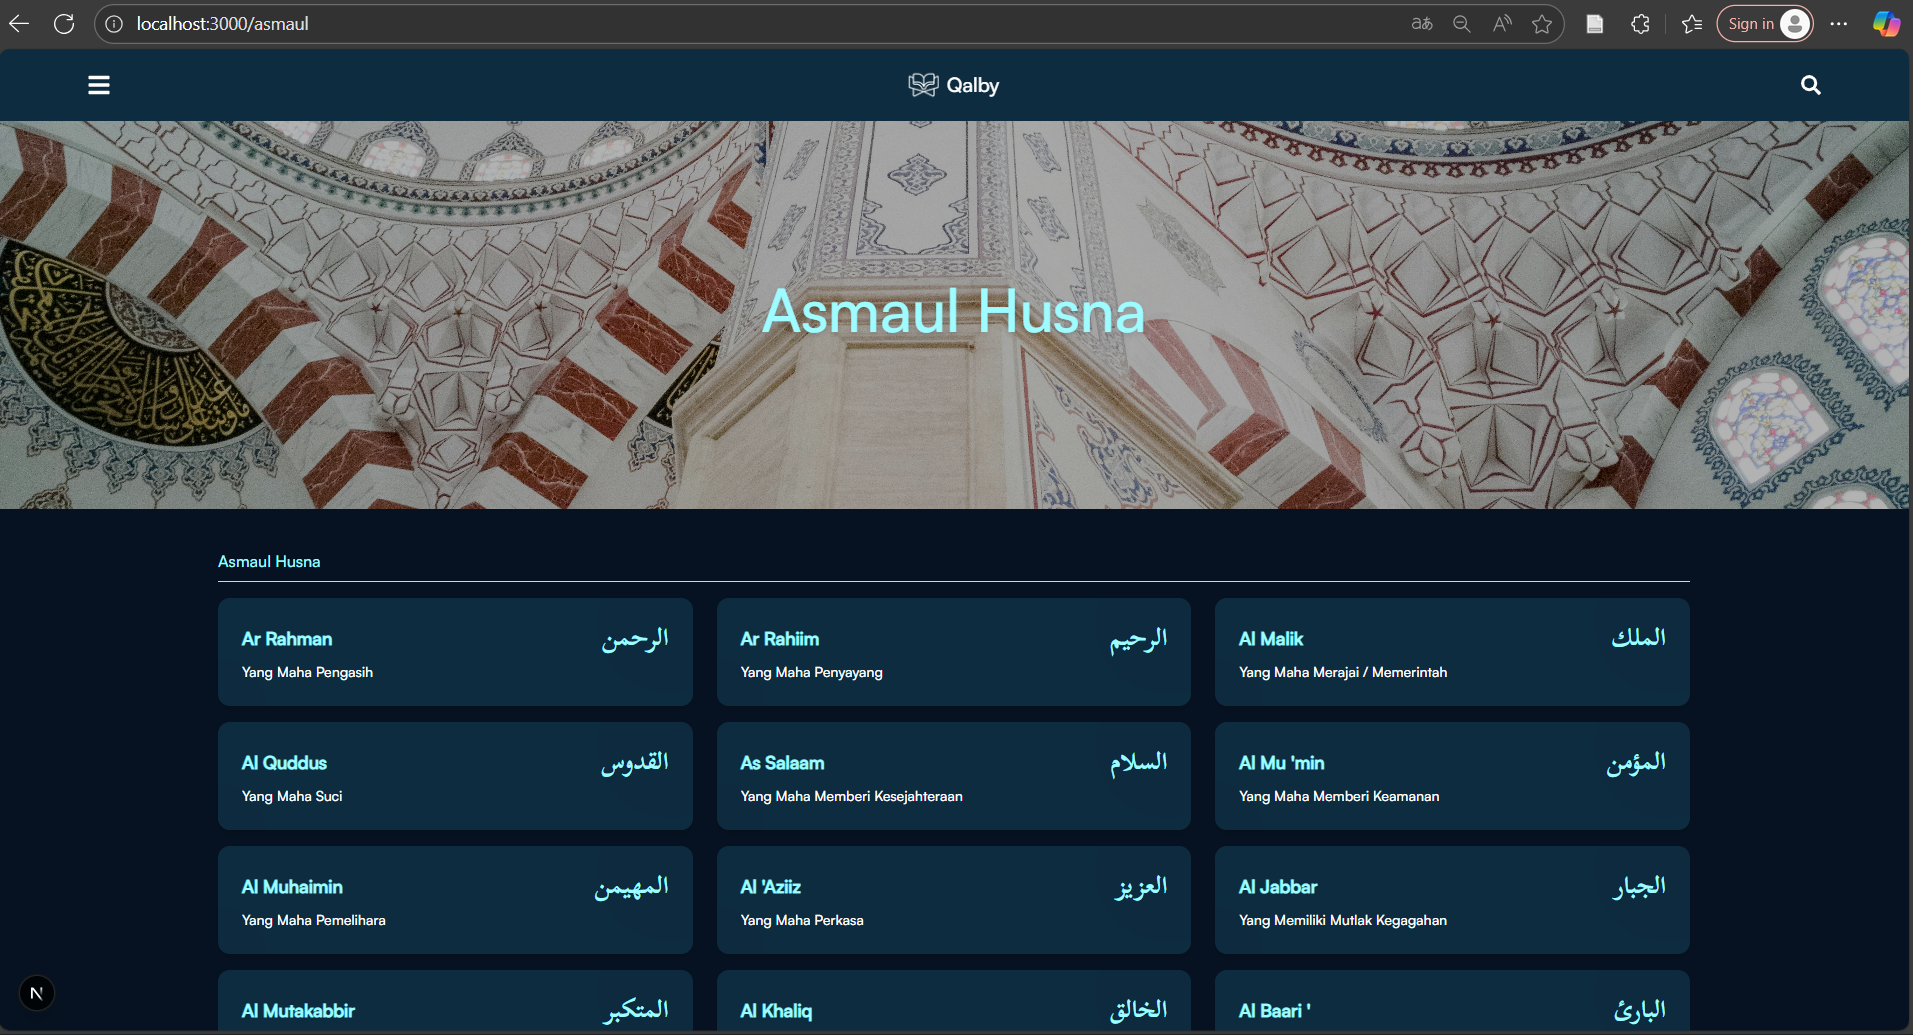 localhost:3000/asmaul
Sign in
Qalby
Asmaul Husna
Asmaul Husna
Ar Rahman الرحمن
Yang Maha Pengasih
Ar Rahiim الرحيم
Yang Maha Penyayang
Al Malik الملك
Yang Maha Merajai / Memerintah
Al Quddus القدوس
Yang Maha Suci
As Salaam السلام
Yang Maha Memberi Kesejahteraan
Al Mu 'min المؤمن
Yang Maha Memberi Keamanan
Al Muhaimin المهيمن
Yang Maha Pemelihara
Al 'Aziiz العزيز
Yang Maha Perkasa
Al Jabbar الجبار
Yang Memiliki Mutlak Kegagahan
Al Mutakabbir المتكبر
Al Khaliq الخالق
Al Baari ' البارئ
N